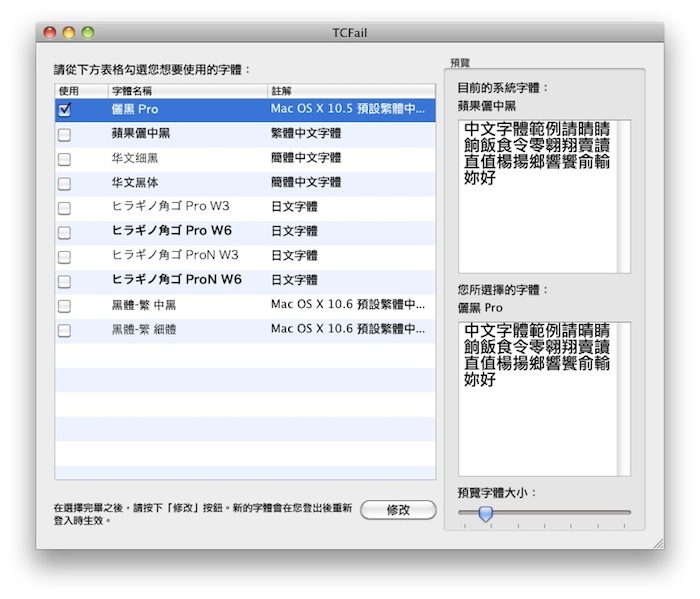 TCFail
請從下方表格勾選您想要使用的字體：
使用 字體名稱 註解
儷黑 Pro Mac OS X 10.5 預設繁體中...
蘋果儷中黑 繁體中文字體
华文细黑 簡體中文字體
华文黑体 簡體中文字體
ヒラギノ角ゴ Pro W3 日文字體
ヒラギノ角ゴ Pro W6 日文字體
ヒラギノ角ゴ ProN W3 日文字體
ヒラギノ角ゴ ProN W6 日文字體
黑體-繁 中黑 Mac OS X 10.6 預設繁體中...
黑體-繁 細體 Mac OS X 10.6 預設繁體中...
在選擇完畢之後，請按下「修改」按鈕。新的字體會在您登出後重新
登入時生效。
修改
預覽
目前的系統字體：
蘋果儷中黑
中文字體範例請晴睛
餉飯食令零翱翔賣讀
直值楊揚鄉響饗俞輸
妳好
您所選擇的字體：
儷黑 Pro
中文字體範例請晴睛
餉飯食令零翱翔賣讀
直值楊揚鄉響饗俞輸
妳好
預覽字體大小：